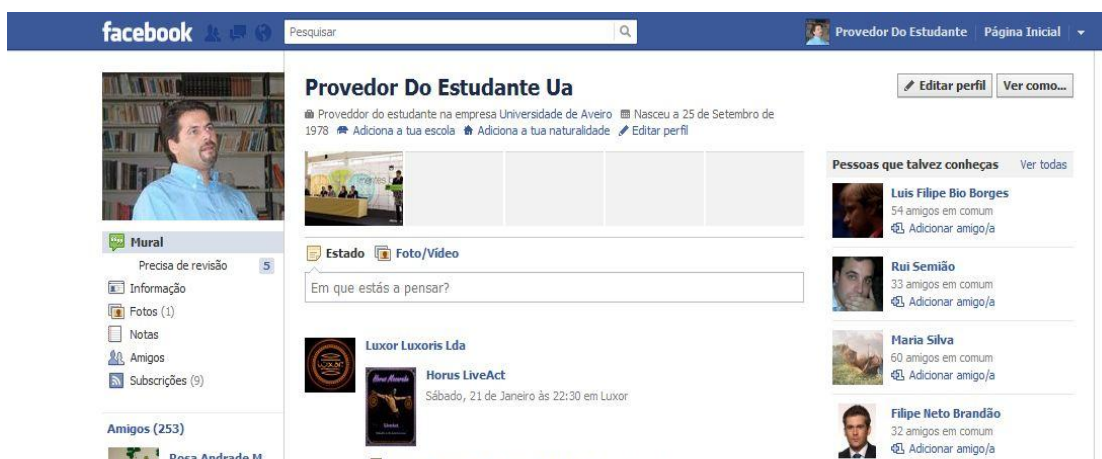 facebook
Pesquisar
Provedor Do Estudante
Página Inicial
Provedor Do Estudante Ua
Proveddor do estudante na empresa Universidade de Aveiro Nasceu a 25 de Setembro de
1978 Adiciona a tua escola Adiciona a tua naturalidade Editar perfil
Editar perfil
Ver como...
Mural
Precisa de revisão 5
Informação
Fotos (1)
Notas
Amigos
Subscrições (9)
Amigos (253)
Rosa Andrade M
Estado Foto/Vídeo
Em que estás a pensar?
Luxor Luxoris Lda
Horus LiveAct
Sábado, 21 de Janeiro às 22:30 em Luxor
Pessoas que talvez conheças Ver todas
Luis Filipe Bio Borges
54 amigos em comum
Adicionar amigo/a
Rui Semião
33 amigos em comum
Adicionar amigo/a
Maria Silva
60 amigos em comum
Adicionar amigo/a
Filipe Neto Brandão
32 amigos em comum
Adicionar amigo/a